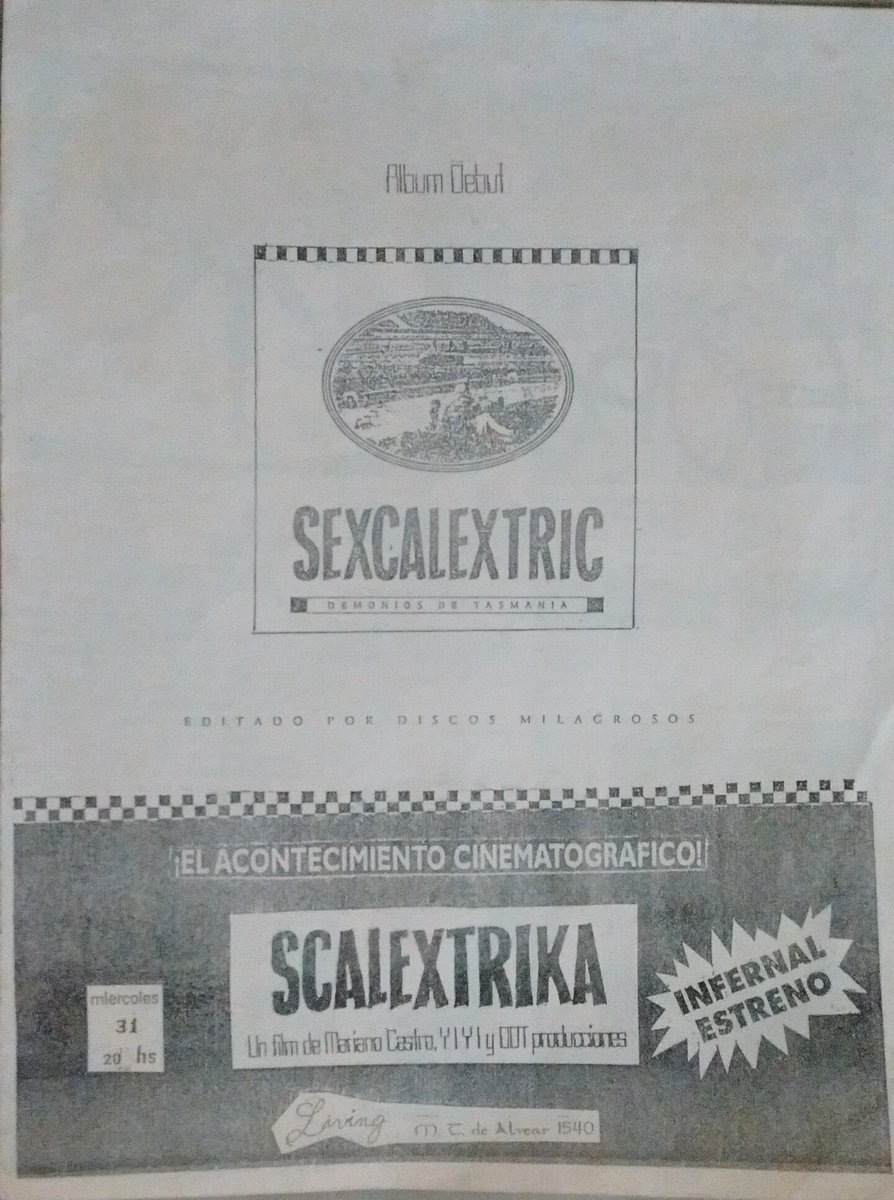 Album Debut
SEXCALEXTRIC
DEMONIOS DE TASMANIA
EDITADO POR DISCOS MILAGROSOS
¡EL ACONTECIMIENTO CINEMATOGRAFICO!
SCALEXTRIKA
Un film de Mariano Castro, Y I Y I y ODT producciones
miercoles
31
20 hs
INFERNAL
ESTRENO
Living M. T. de Alvear 1540